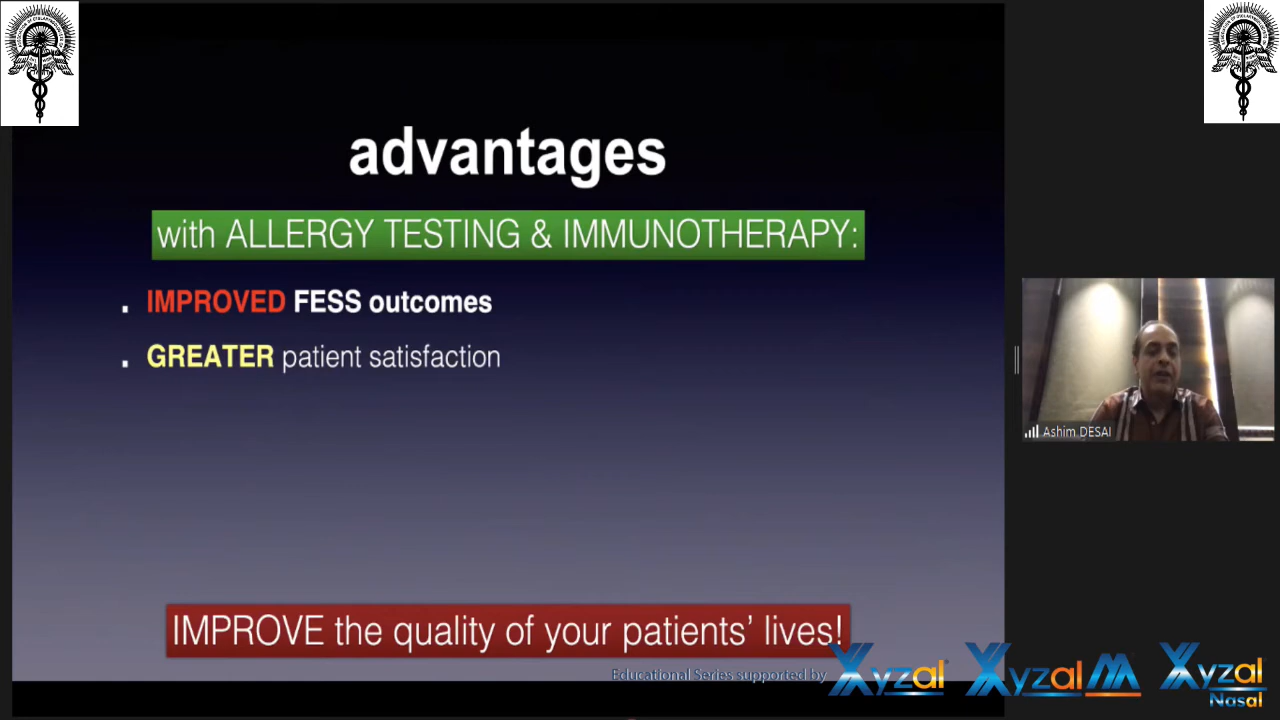 advantages
with ALLERGY TESTING & IMMUNOTHERAPY:
. IMPROVED FESS outcomes
. GREATER patient satisfaction
Ashim DESAI
IMPROVE the quality of your patients' lives!
Educational Series supported by
Xyzal
Xyzal M
Xyzal
Nasal